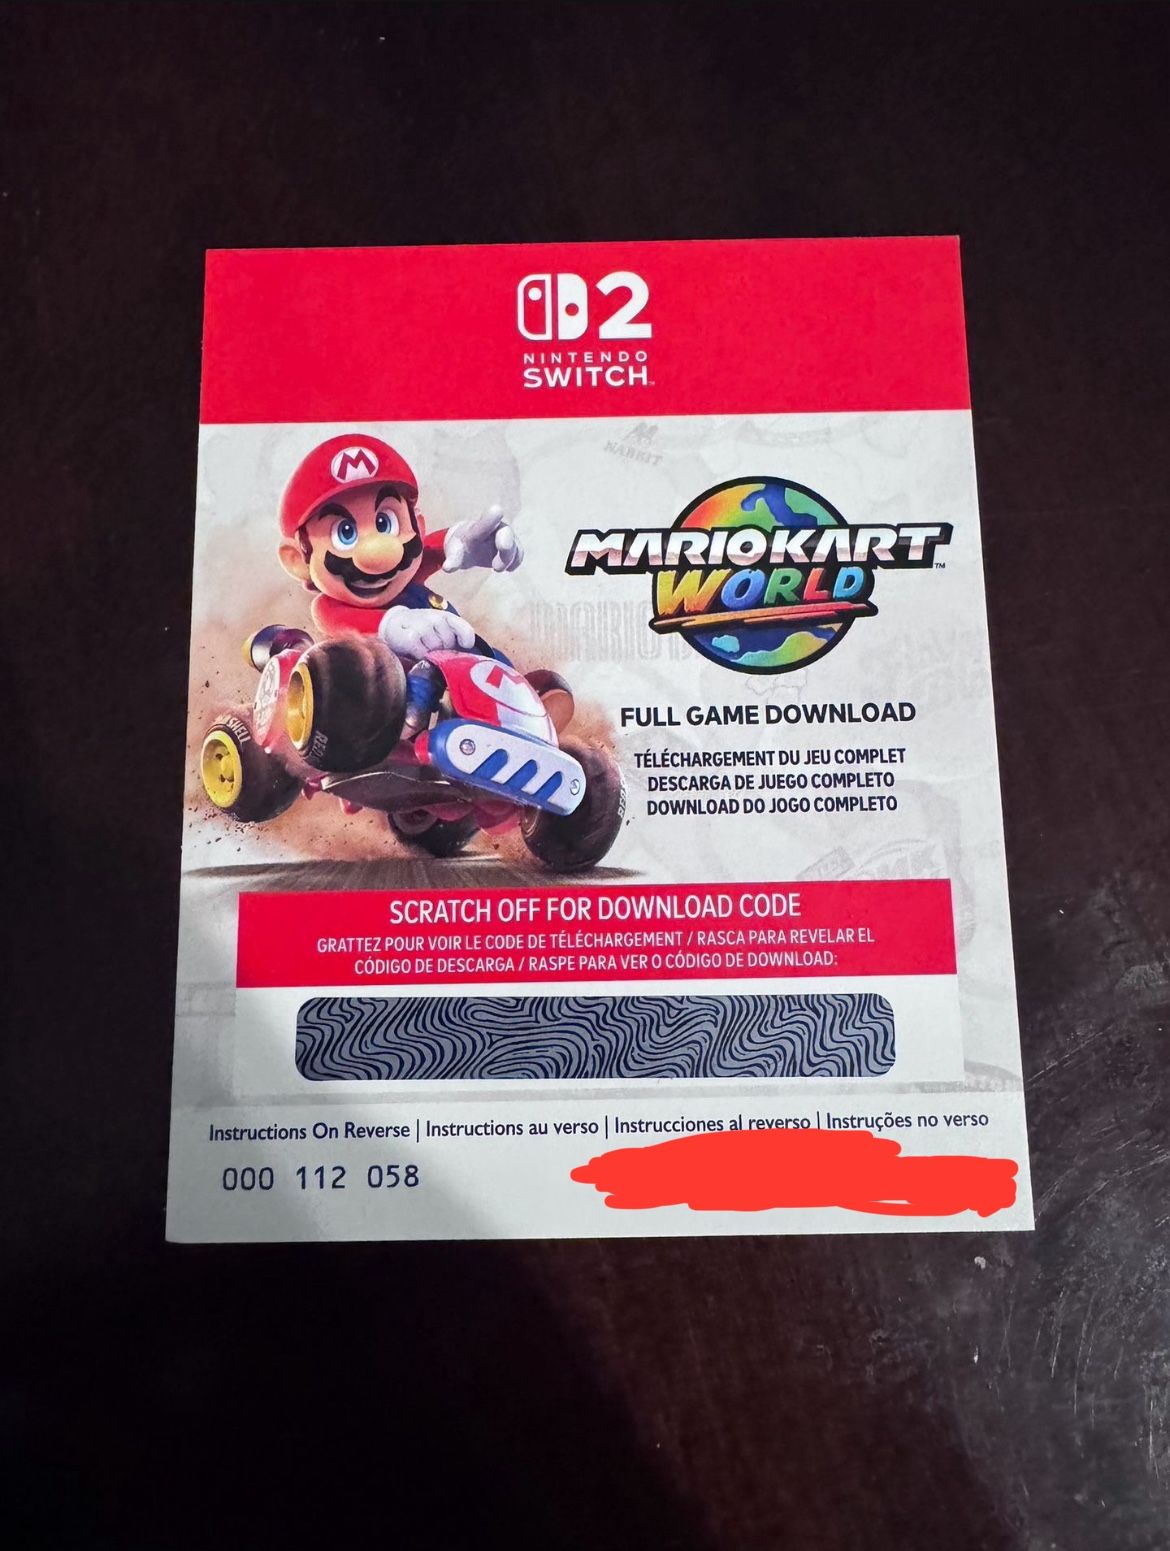 2
NINTENDO
SWITCH™
M
MARIOKART™
WORLD
FULL GAME DOWNLOAD
TÉLÉCHARGEMENT DU JEU COMPLET
DESCARGA DE JUEGO COMPLETO
DOWNLOAD DO JOGO COMPLETO
SHELL
SCRATCH OFF FOR DOWNLOAD CODE
GRATTEZ POUR VOIR LE CODE DE TÉLÉCHARGEMENT / RASCA PARA REVELAR EL
CÓDIGO DE DESCARGA / RASPE PARA VER O CÓDIGO DE DOWNLOAD:
Instructions On Reverse | Instructions au verso | Instrucciones al reverso | Instruções no verso
000 112 058